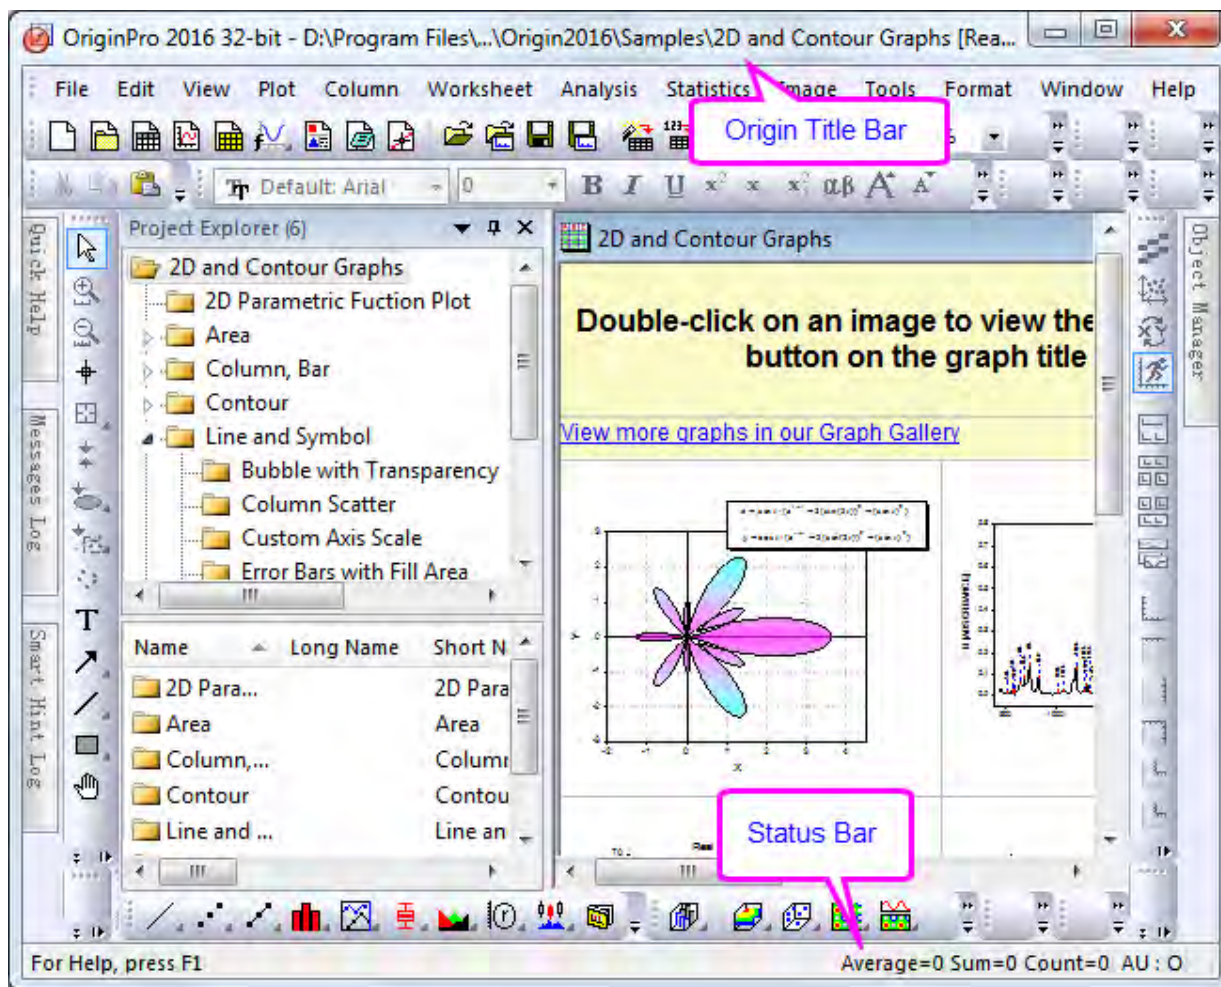 OriginPro 2016 32-bit - D:\Program Files\...\Origin2016\Samples\2D and Contour Graphs [Rea...
File Edit View Plot Column Worksheet Analysis Statistics Image Tools Format Window Help
Origin Title Bar
Default: Arial 0 B I U x² x αβ A A
Quick Help
Messages Log
Smart Hint Log
Project Explorer (6)
2D and Contour Graphs
2D Parametric Fuction Plot
Area
Column, Bar
Contour
Line and Symbol
Bubble with Transparency
Column Scatter
Custom Axis Scale
Error Bars with Fill Area
Name Long Name Short N
2D Para... 2D Para
Area Area
Column,... Colum
Contour Contou
Line and ... Line an
2D and Contour Graphs
Double-click on an image to view the
button on the graph title
View more graphs in our Graph Gallery
X
Y
Object Manager
T
Status Bar
For Help, press F1 Average=0 Sum=0 Count=0 AU : O